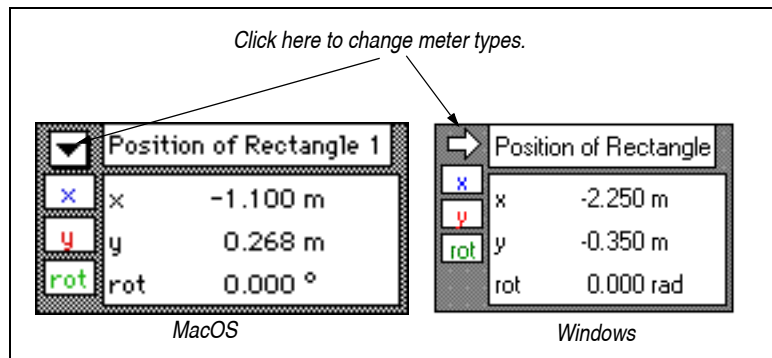 Click here to change meter types.
Position of Rectangle 1
x
y
rot
x -1.100 m
y 0.268 m
rot 0.000 °
MacOS
Position of Rectangle
x
y
rot
x -2.250 m
y -0.350 m
rot 0.000 rad
Windows